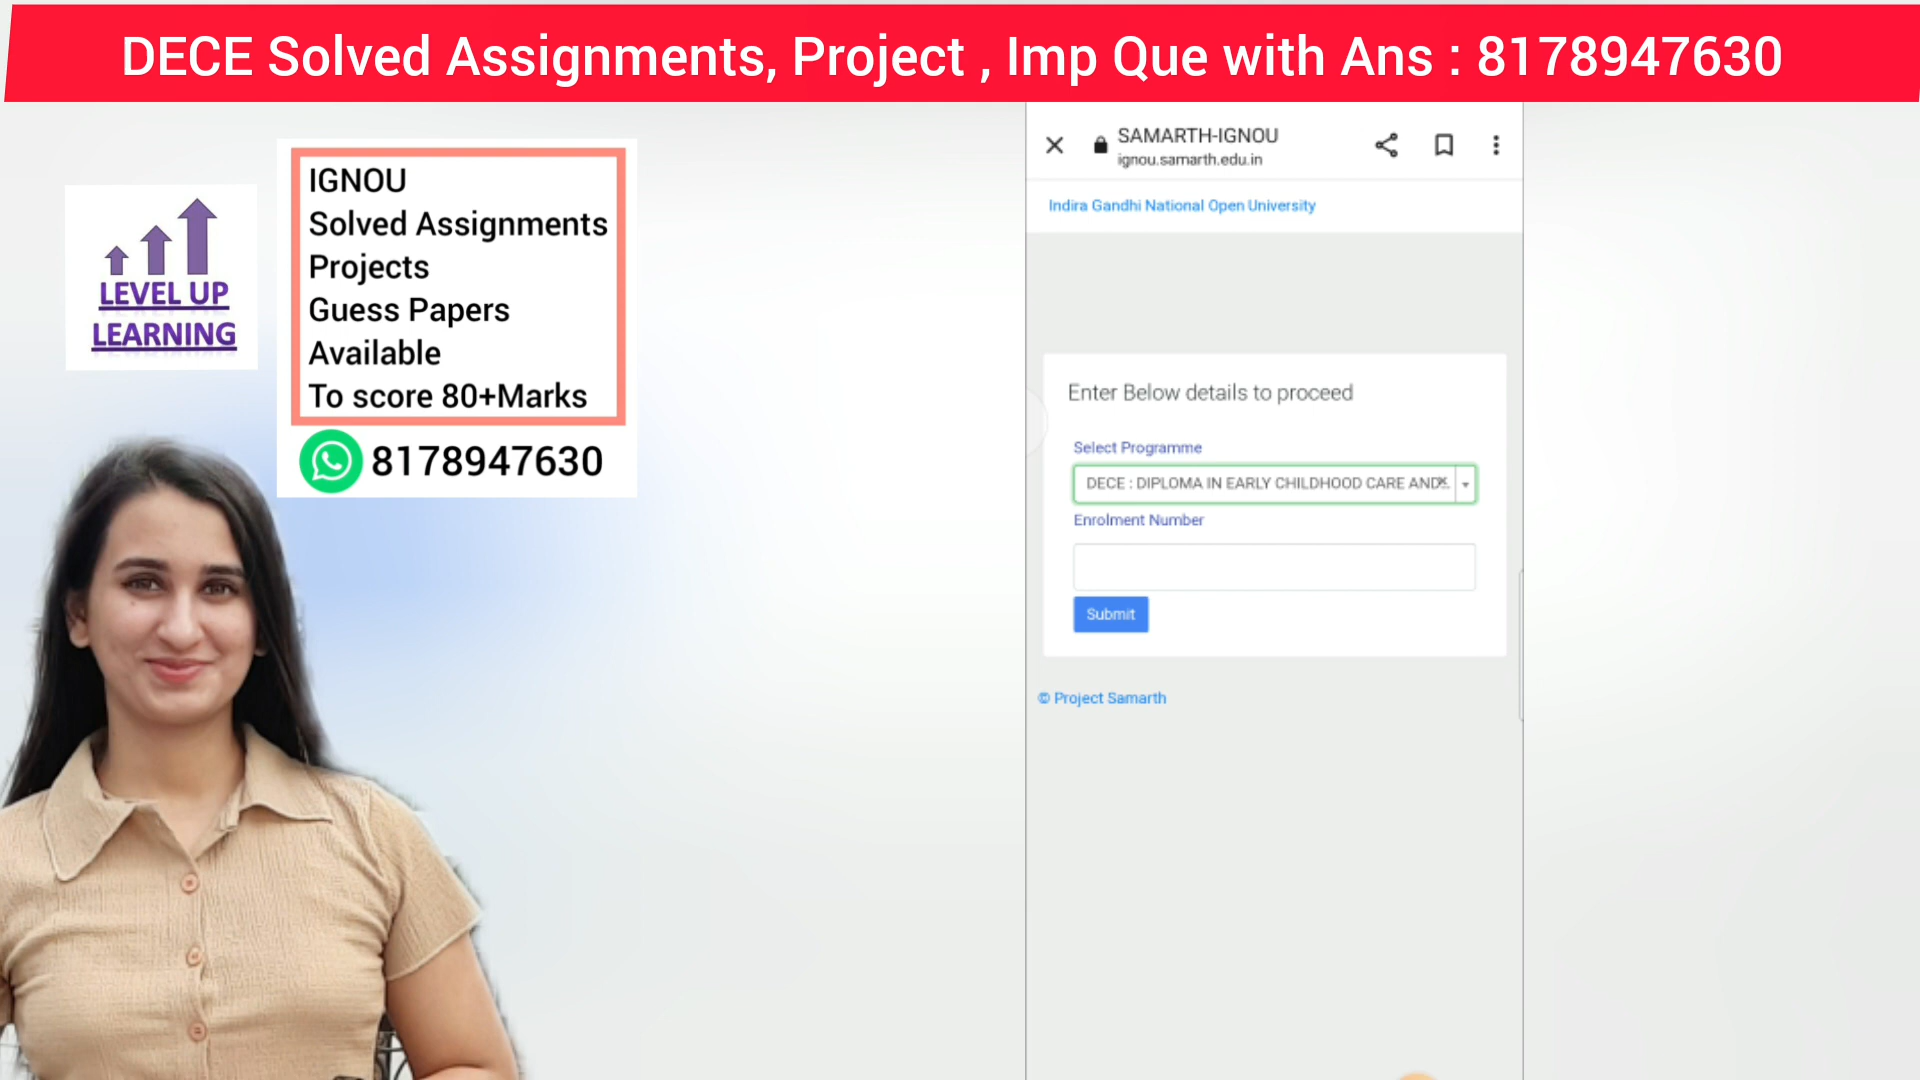 DECE Solved Assignments, Project , Imp Que with Ans : 8178947630
LEVEL UP
LEARNING
IGNOU
Solved Assignments
Projects
Guess Papers
Available
To score 80+Marks
8178947630
SAMARTH-IGNOU
ignou.samarth.edu.in
Indira Gandhi National Open University
Enter Below details to proceed
Select Programme
DECE : DIPLOMA IN EARLY CHILDHOOD CARE AND...
Enrolment Number
Submit
© Project Samarth